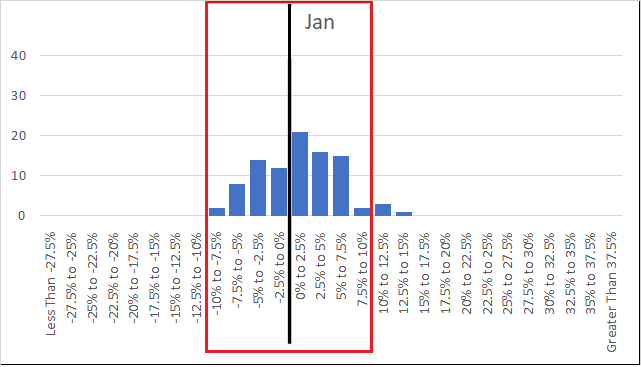 Jan
40
30
20
10
0
Less Than -27.5%
-27.5% to -25%
-25% to -22.5%
-22.5% to -20%
-20% to -17.5%
-17.5% to -15%
-15% to -12.5%
-12.5% to -10%
-10% to -7.5%
-7.5% to -5%
-5% to -2.5%
-2.5% to 0%
0% to 2.5%
2.5% to 5%
5% to 7.5%
7.5% to 10%
10% to 12.5%
12.5% to 15%
15% to 17.5%
17.5% to 20%
20% to 22.5%
22.5% to 25%
25% to 27.5%
27.5% to 30%
30% to 32.5%
32.5% to 35%
35% to 37.5%
Greater Than 37.5%